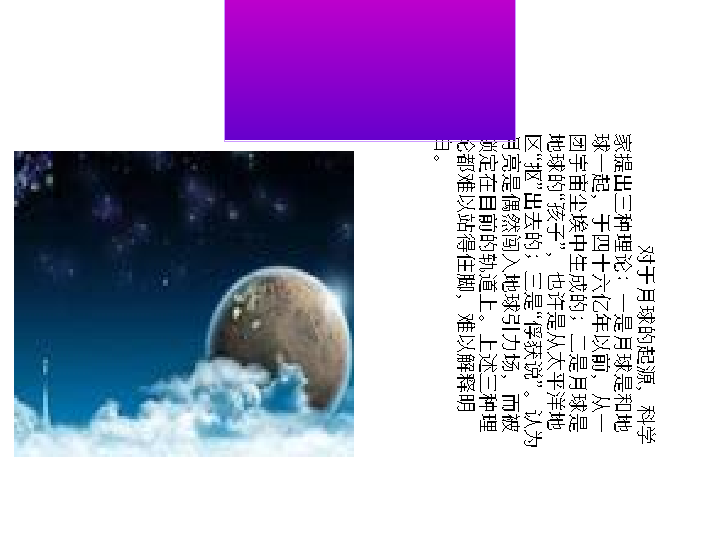 对于月球的起源，科学
家提出三种理论：一是月球是和地
球一起，于四十六亿年以前，从一
团宇宙尘埃中生成的；二是月球是
地球的“孩子”，也许是从太平洋地
区“抠”出去的；三是“俘获说”。认为
月亮是偶然闯入地球引力场，而被
锁定在目前的轨道上。上述三种理
论都难以站得住脚，难以解释明
白。